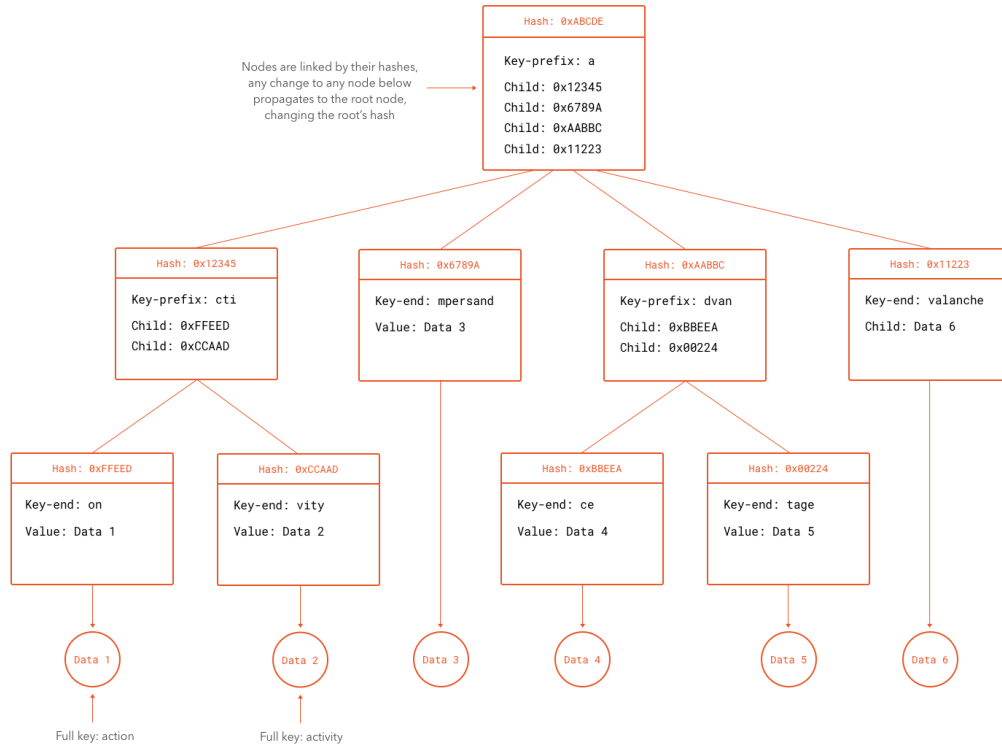 Hash: 0xABCDE
Nodes are linked by their hashes,
any change to any node below
propagates to the root node,
changing the root's hash
Key-prefix: a
Child: 0x12345
Child: 0x6789A
Child: 0xAABBC
Child: 0x11223
Hash: 0x12345
Key-prefix: cti
Child: 0xFFEED
Child: 0xCCAAD
Hash: 0x6789A
Key-end: mpersand
Value: Data 3
Hash: 0xAABBC
Key-prefix: dvan
Child: 0xBBEEA
Child: 0x00224
Hash: 0x11223
Key-end: valanche
Child: Data 6
Hash: 0xFFEED
Key-end: on
Value: Data 1
Hash: 0xCCAAD
Key-end: vity
Value: Data 2
Hash: 0xBBEEA
Key-end: ce
Value: Data 4
Hash: 0x00224
Key-end: tage
Value: Data 5
Data 1
Data 2
Data 3
Data 4
Data 5
Data 6
Full key: action
Full key: activity